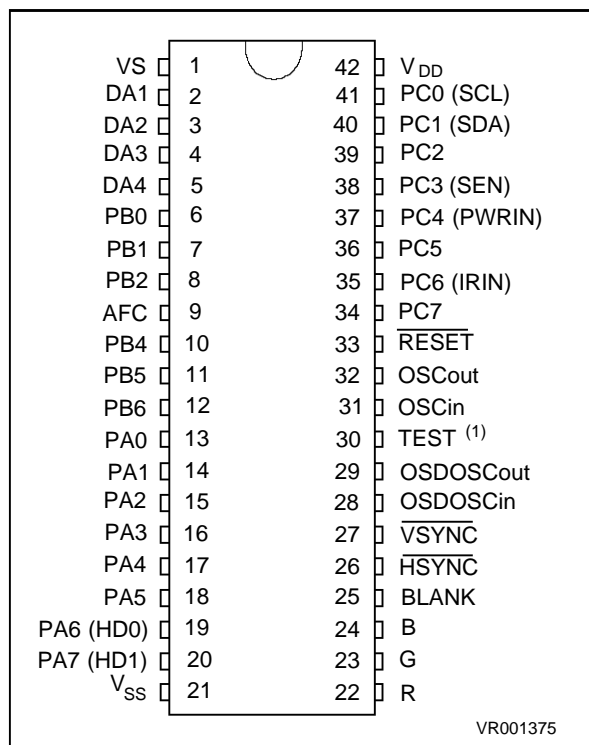 VS 1 42 VDD
DA1 2 41 PC0 (SCL)
DA2 3 40 PC1 (SDA)
DA3 4 39 PC2
DA4 5 38 PC3 (SEN)
PB0 6 37 PC4 (PWRIN)
PB1 7 36 PC5
PB2 8 35 PC6 (IRIN)
AFC 9 34 PC7
PB4 10 33 RESET
PB5 11 32 OSCout
PB6 12 31 OSCin
PA0 13 30 TEST (1)
PA1 14 29 OSDOSCout
PA2 15 28 OSDOSCin
PA3 16 27 VSYNC
PA4 17 26 HSYNC
PA5 18 25 BLANK
PA6 (HD0) 19 24 B
PA7 (HD1) 20 23 G
VSS 21 22 R
VR001375